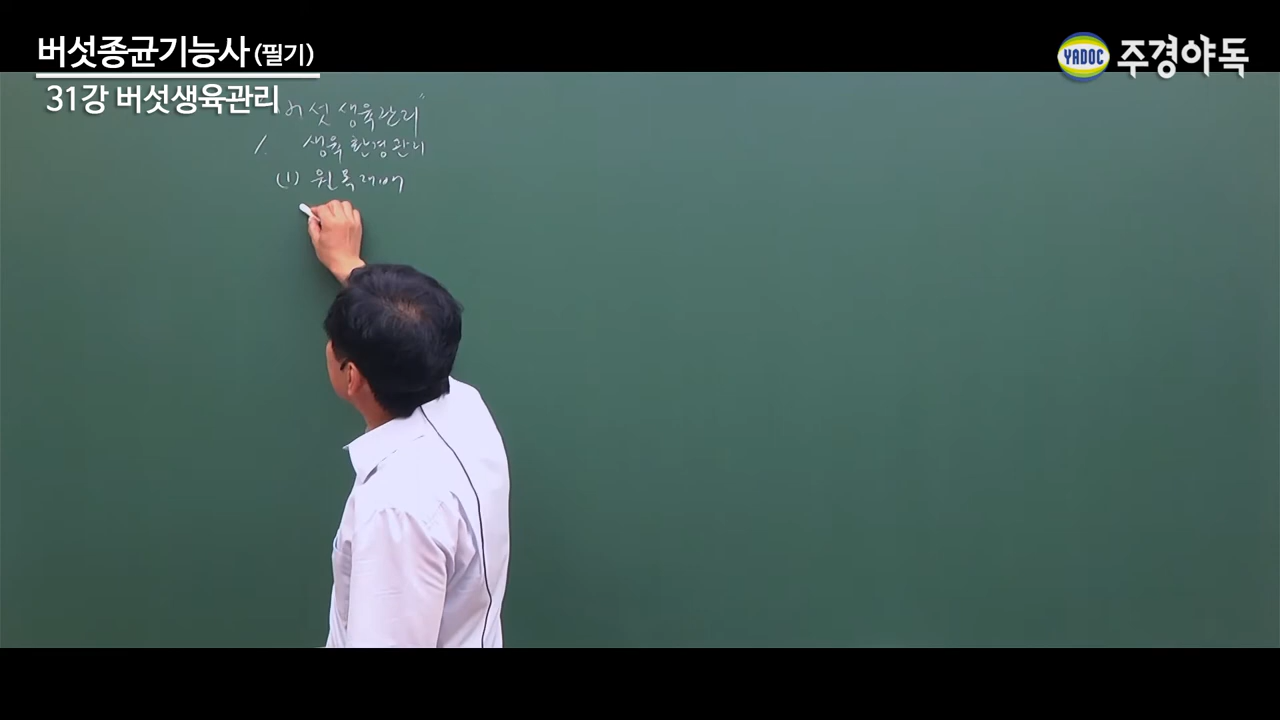 버섯종균기능사 (필기)
31강 버섯생육관리
YADOC 주경야독
버섯 생육관리"
1. 생육환경관리
(1) 원목재배